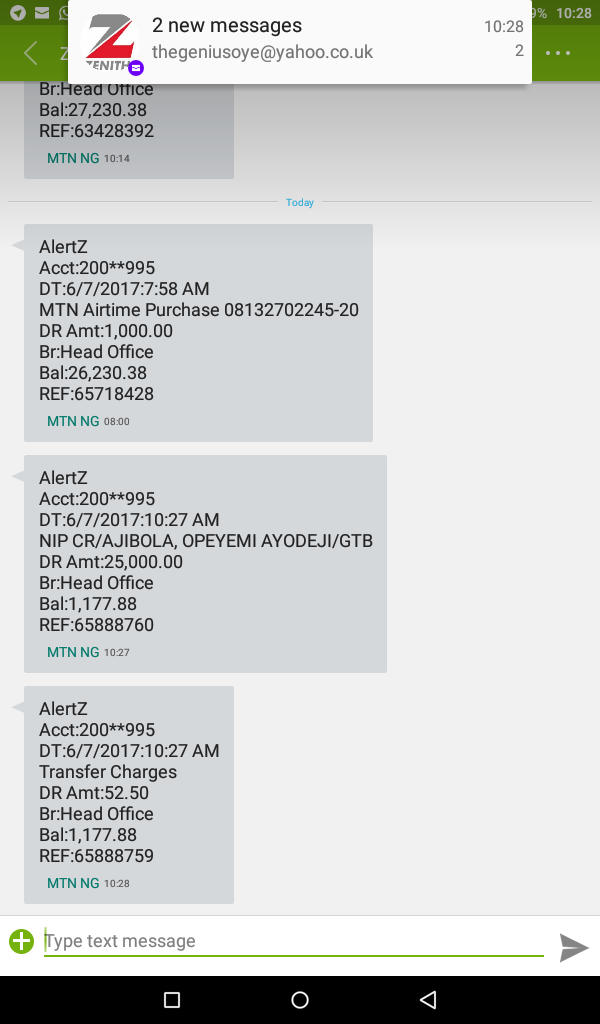 9% 10:28
2 new messages 10:28
thegeniusoye@yahoo.co.uk 2
ZENITH
Z
Br:Head Office
Bal:27,230.38
REF:63428392
MTN NG 10:14
Today
AlertZ
Acct:200**995
DT:6/7/2017:7:58 AM
MTN Airtime Purchase 08132702245-20
DR Amt:1,000.00
Br:Head Office
Bal:26,230.38
REF:65718428
MTN NG 08:00
AlertZ
Acct:200**995
DT:6/7/2017:10:27 AM
NIP CR/AJIBOLA, OPEYEMI AYODEJI/GTB
DR Amt:25,000.00
Br:Head Office
Bal:1,177.88
REF:65888760
MTN NG 10:27
AlertZ
Acct:200**995
DT:6/7/2017:10:27 AM
Transfer Charges
DR Amt:52.50
Br:Head Office
Bal:1,177.88
REF:65888759
MTN NG 10:28
Type text message